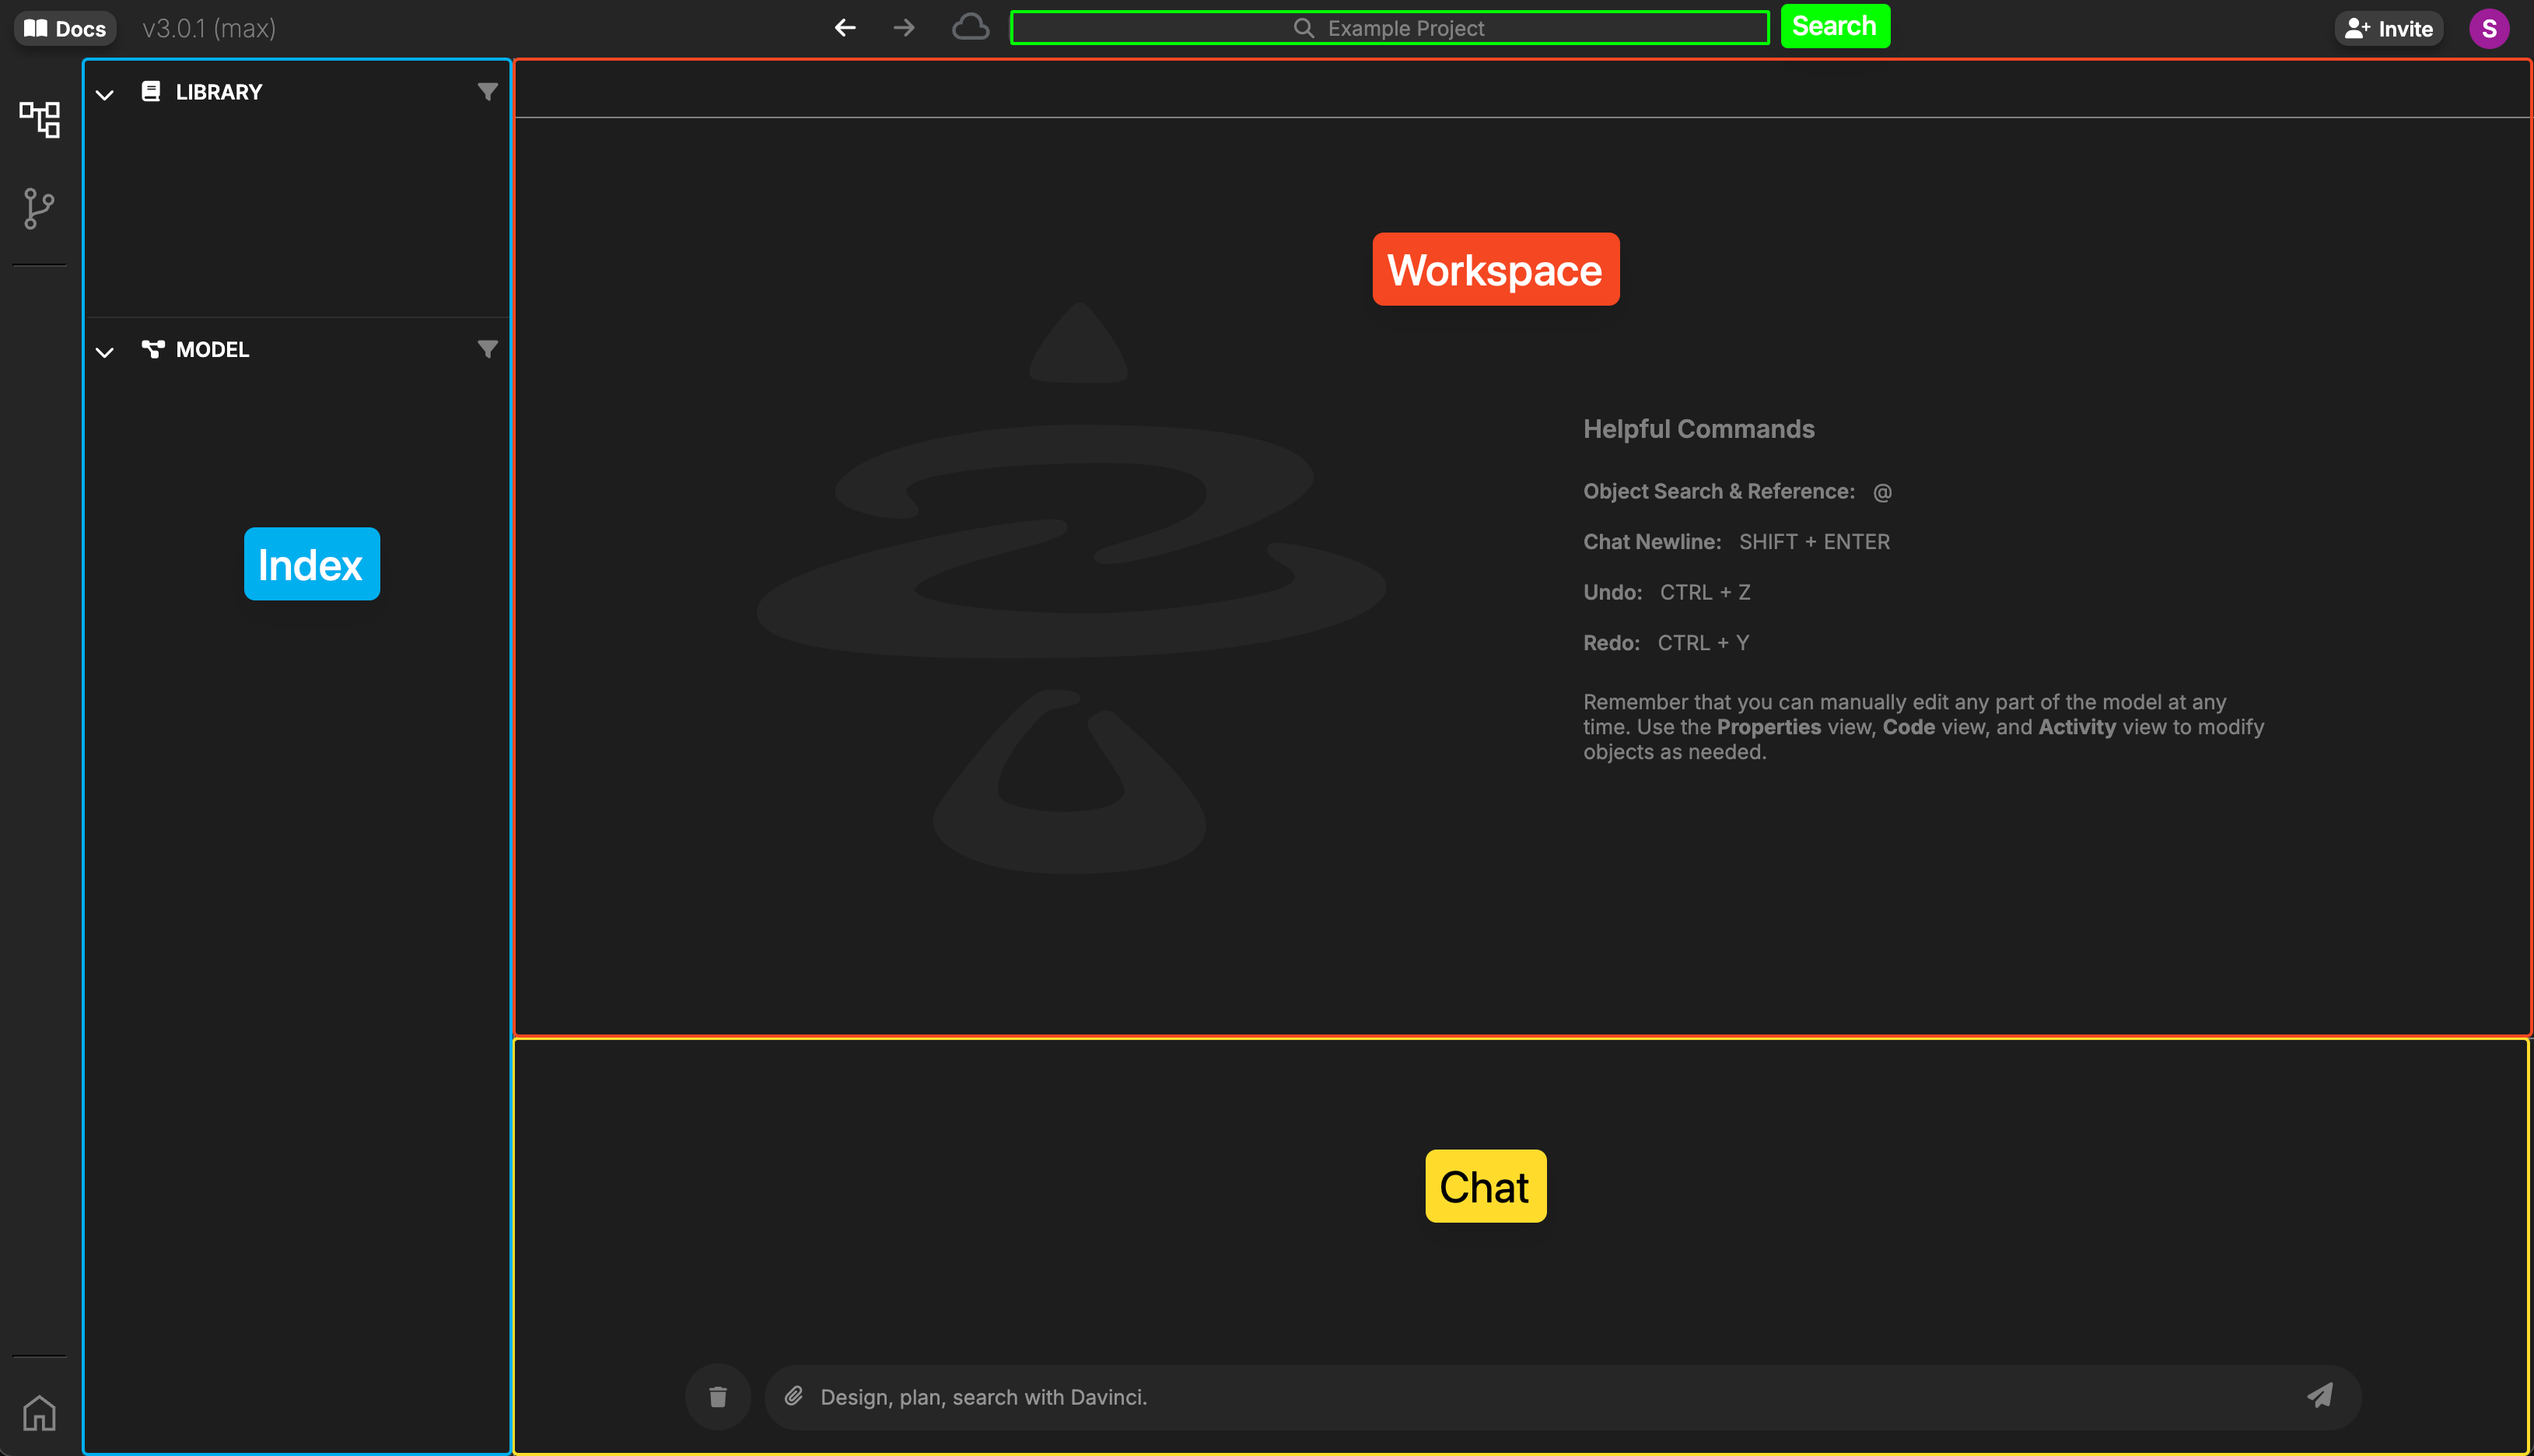 Docs
v3.0.1 (max)
Example Project
Search
Invite
S
LIBRARY
MODEL
Index
Workspace
Helpful Commands
Object Search & Reference: @
Chat Newline: SHIFT + ENTER
Undo: CTRL + Z
Redo: CTRL + Y
Remember that you can manually edit any part of the model at any
time. Use the Properties view, Code view, and Activity view to modify
objects as needed.
Chat
Design, plan, search with Davinci.